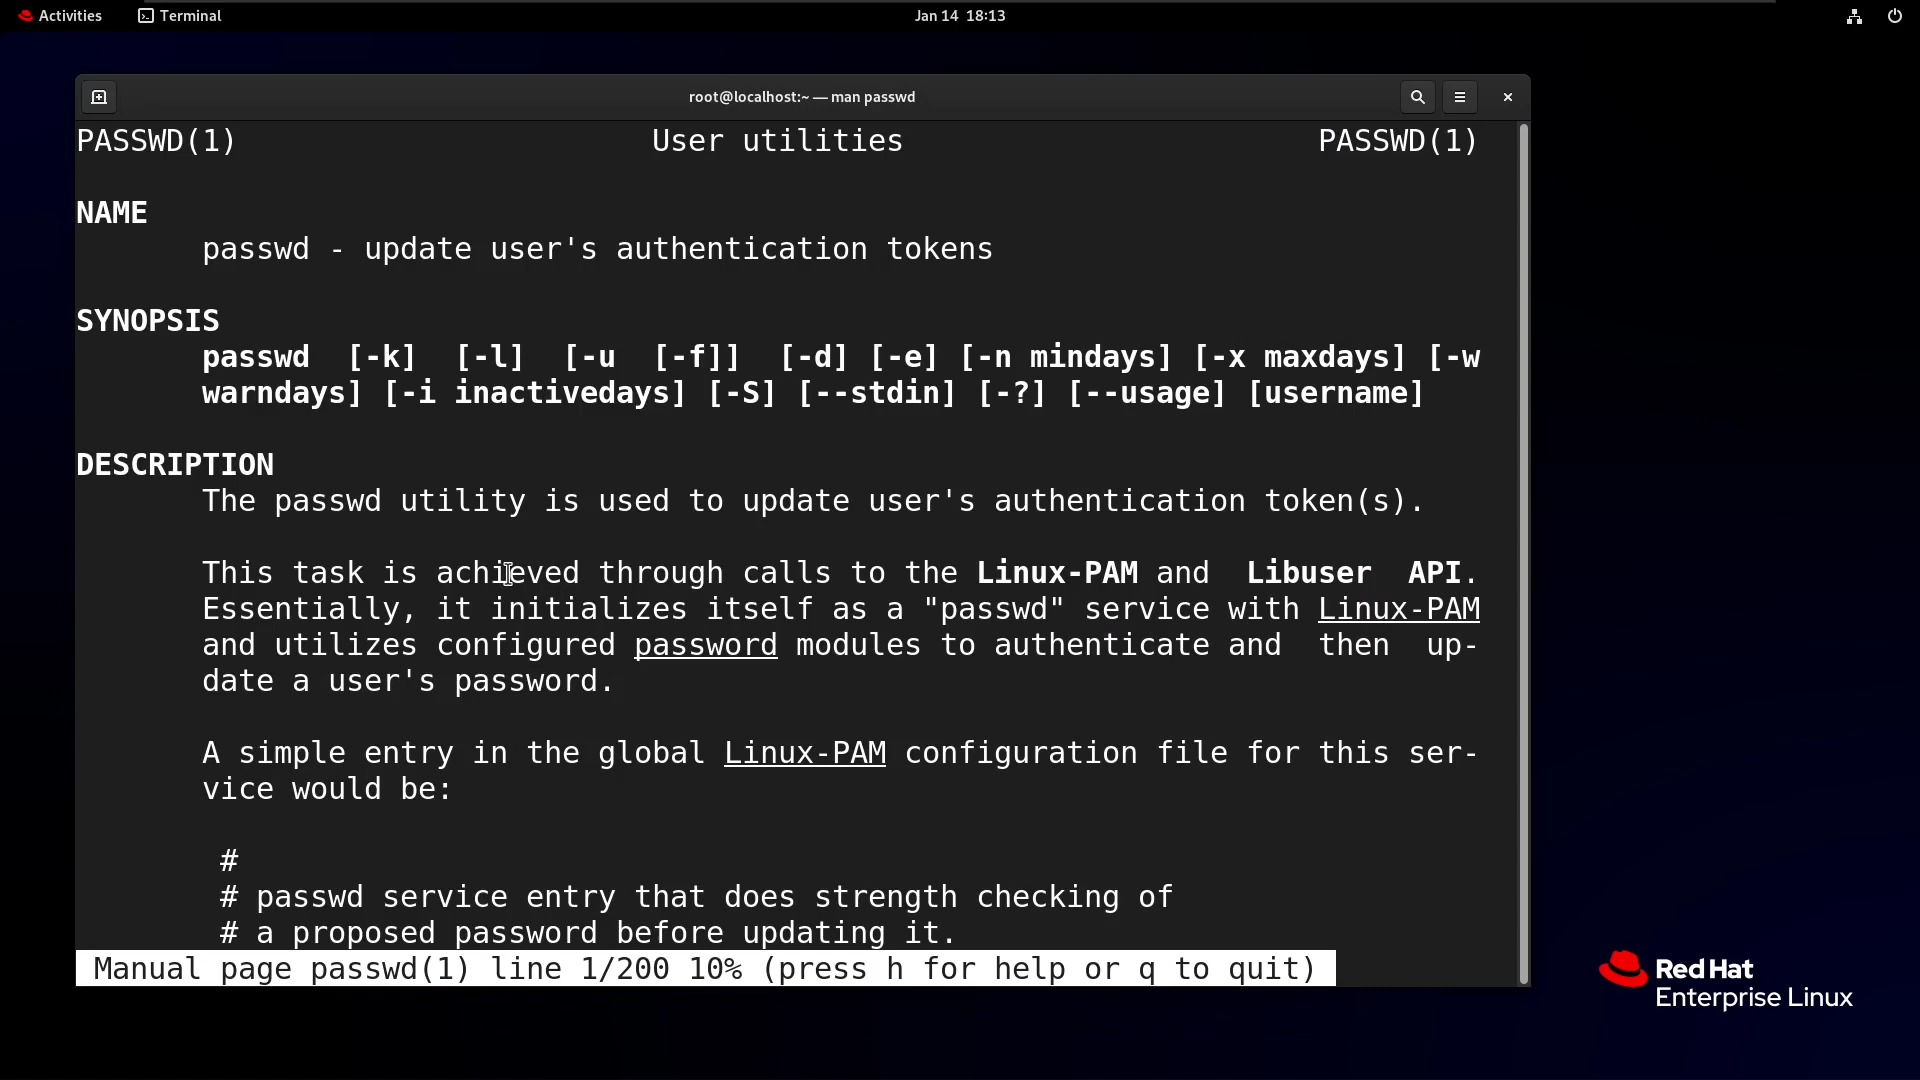 Activities Terminal Jan 14 18:13
root@localhost:~ — man passwd
PASSWD(1) User utilities PASSWD(1)
NAME
passwd - update user's authentication tokens
SYNOPSIS
passwd [-k] [-l] [-u [-f]] [-d] [-e] [-n mindays] [-x maxdays] [-w
warndays] [-i inactivedays] [-S] [--stdin] [-?] [--usage] [username]
DESCRIPTION
The passwd utility is used to update user's authentication token(s).
This task is achieved through calls to the Linux-PAM and Libuser API.
Essentially, it initializes itself as a "passwd" service with Linux-PAM
and utilizes configured password modules to authenticate and then up-
date a user's password.
A simple entry in the global Linux-PAM configuration file for this ser-
vice would be:
#
# passwd service entry that does strength checking of
# a proposed password before updating it.
Manual page passwd(1) line 1/200 10% (press h for help or q to quit)
Red Hat
Enterprise Linux